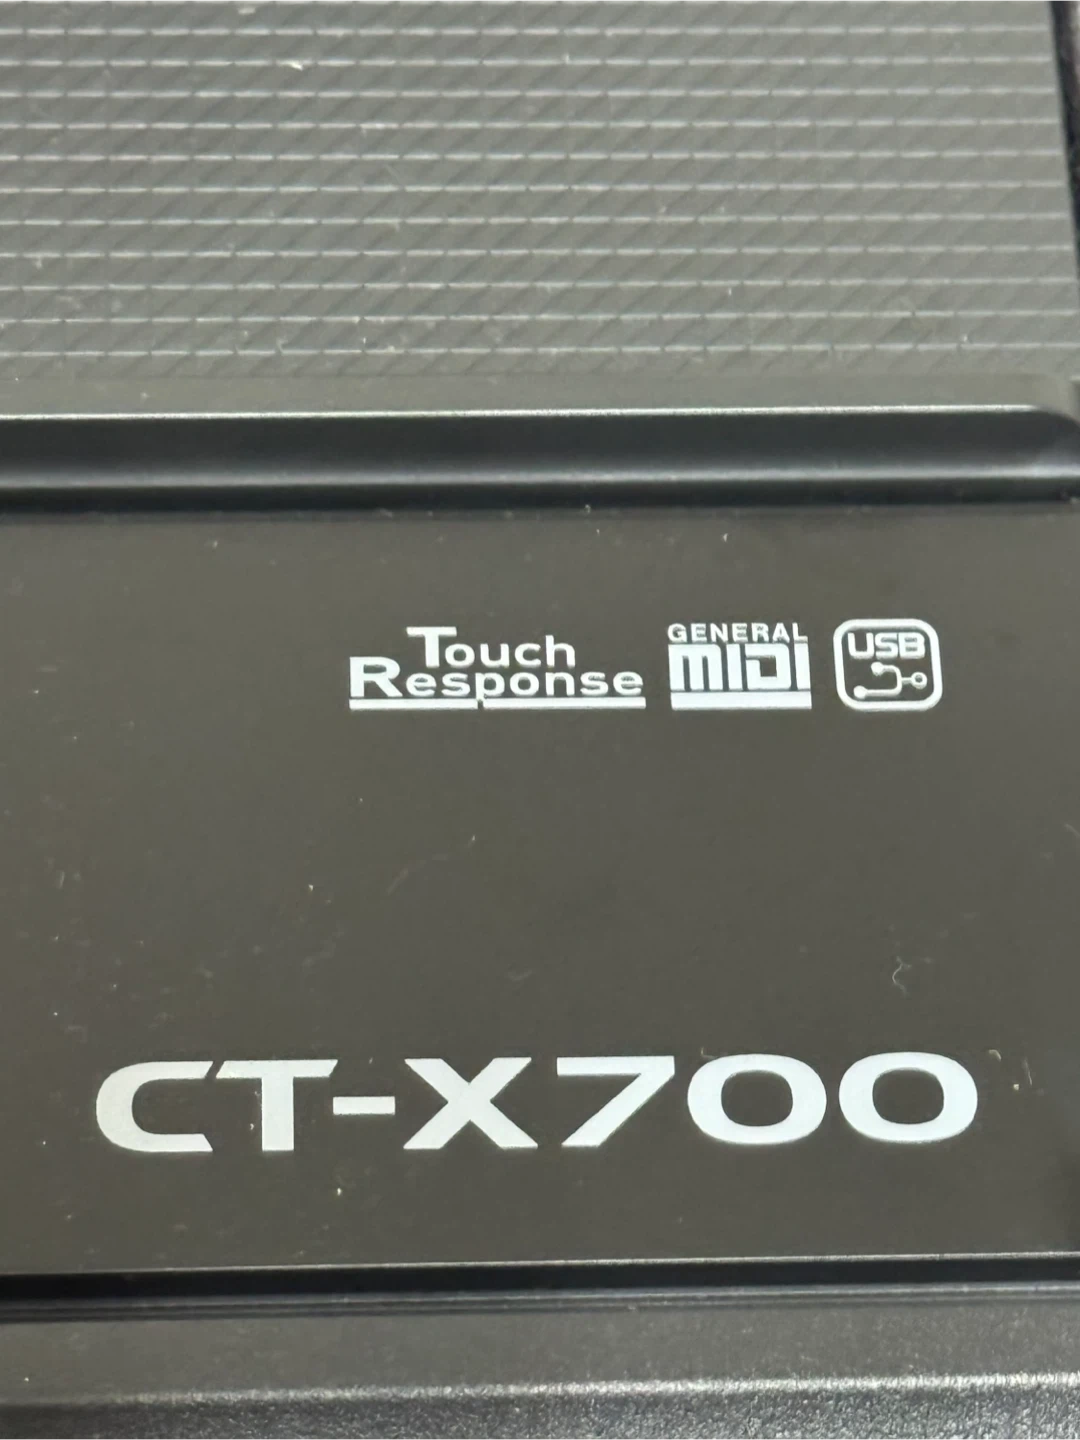 Touch
Response
GENERAL
MIDI
USB
CT-X700